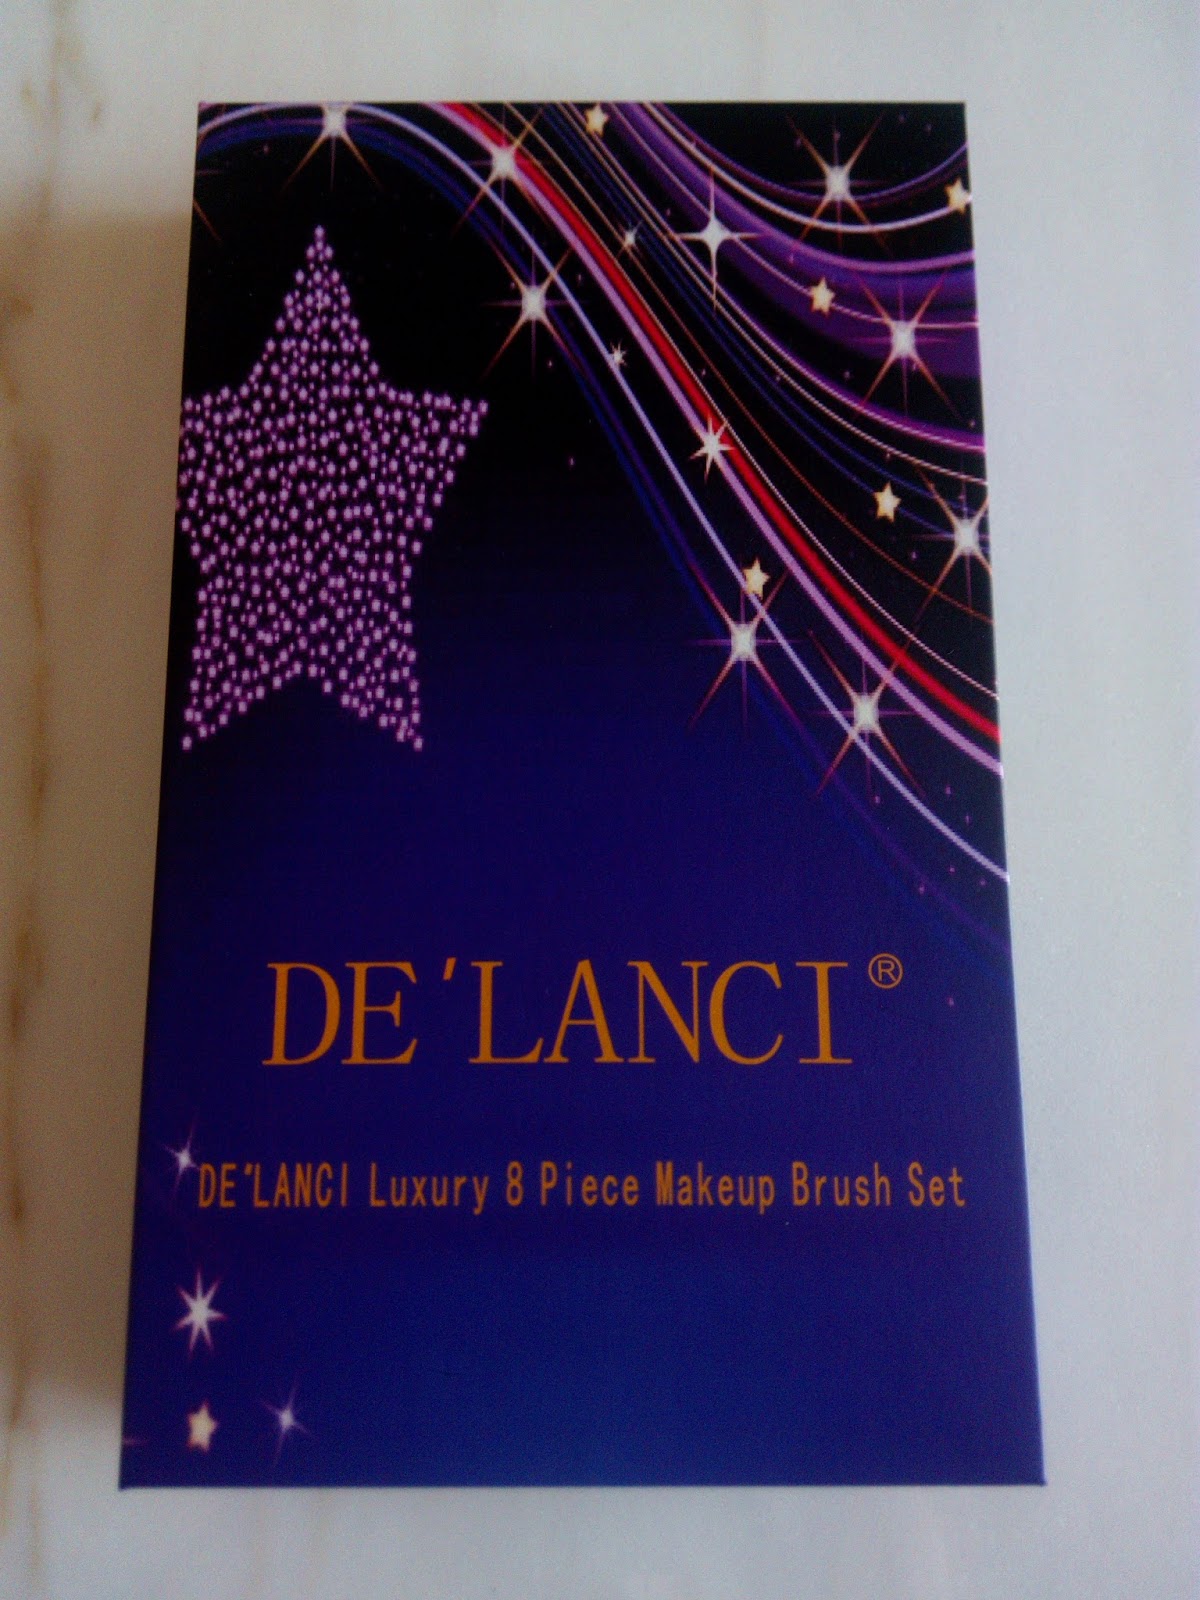 DE'LANCI®
DE'LANCI Luxury 8 Piece Makeup Brush Set